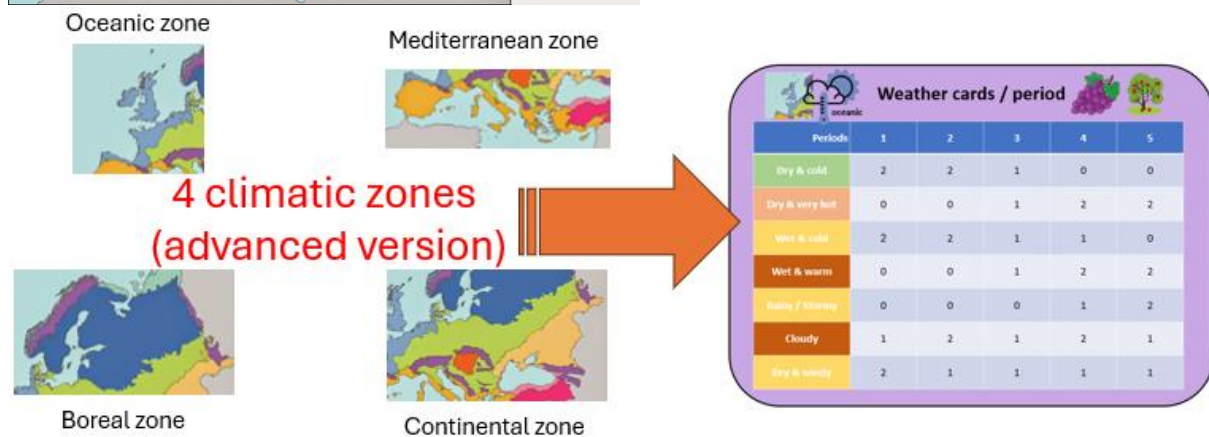 Oceanic zone
Mediterranean zone
4 climatic zones
(advanced version)
Boreal zone
Continental zone
oceanic
Weather cards / period
Periods 1 2 3 4 5
Dry & cold 2 2 1 0 0
Dry & very hot 0 0 1 2 2
Wet & cold 2 2 1 1 0
Wet & warm 0 0 1 2 2
Rainy / Stormy 0 0 0 1 2
Cloudy 1 2 1 2 1
Dry & windy 2 1 1 1 1